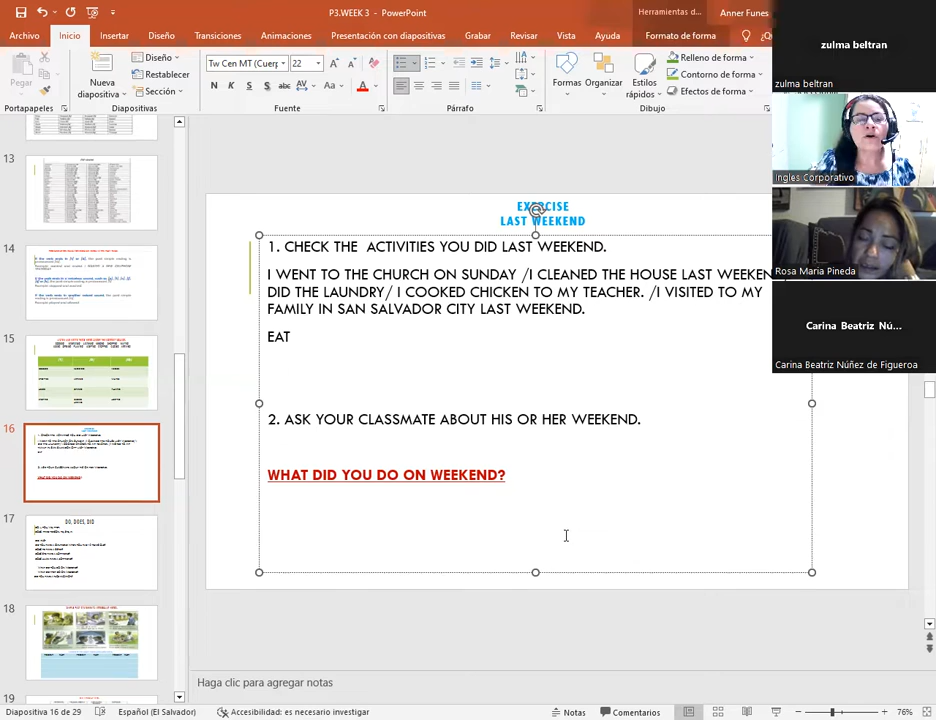 P3.WEEK 3 - PowerPoint
Herramientas d...
Anner Funes
Archivo
Inicio
Insertar
Diseño
Transiciones
Animaciones
Presentación con diapositivas
Grabar
Revisar
Vista
Ayuda
Formato de forma
Pegar
Nueva
diapositiva
Diseño
Restablecer
Sección
Tw Cen MT (Cuerp
22
N K S abc AV Aa A
Formas
Organizar
Estilos
rápidos
Relleno de forma
Contorno de forma
Efectos de forma
Portapapeles
Diapositivas
Fuente
Párrafo
Dibujo
zulma beltran
zulma beltran
Ingles Corporativo
Rosa Maria Pineda
Carina Beatriz Nú...
Carina Beatriz Núñez de Figueroa
13
14
15
16
17
DO, DOES, DID
18
19
EXERCISE
LAST WEEKEND
1. CHECK THE ACTIVITIES YOU DID LAST WEEKEND.
I WENT TO THE CHURCH ON SUNDAY /I CLEANED THE HOUSE LAST WEEKEN
DID THE LAUNDRY/ I COOKED CHICKEN TO MY TEACHER. /I VISITED TO MY
FAMILY IN SAN SALVADOR CITY LAST WEEKEND.
EAT
2. ASK YOUR CLASSMATE ABOUT HIS OR HER WEEKEND.
WHAT DID YOU DO ON WEEKEND?
Haga clic para agregar notas
Diapositiva 16 de 29
Español (El Salvador)
Accesibilidad: es necesario investigar
Notas
Comentarios
76%